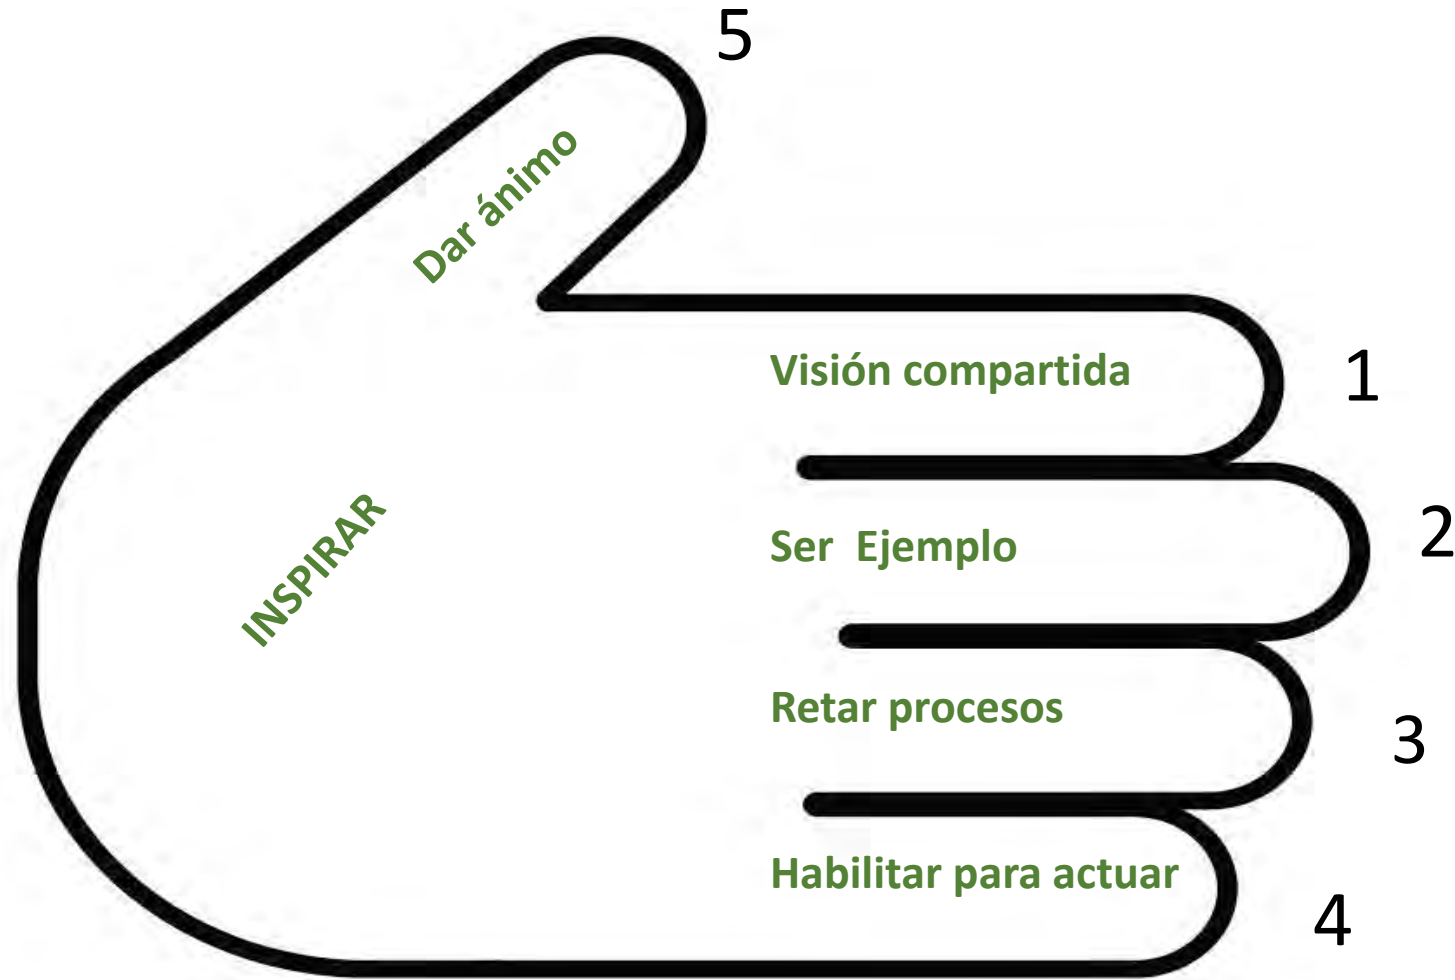 5
Dar ánimo
Visión compartida
1
INSPIRAR
Ser Ejemplo
2
Retar procesos
3
Habilitar para actuar
4